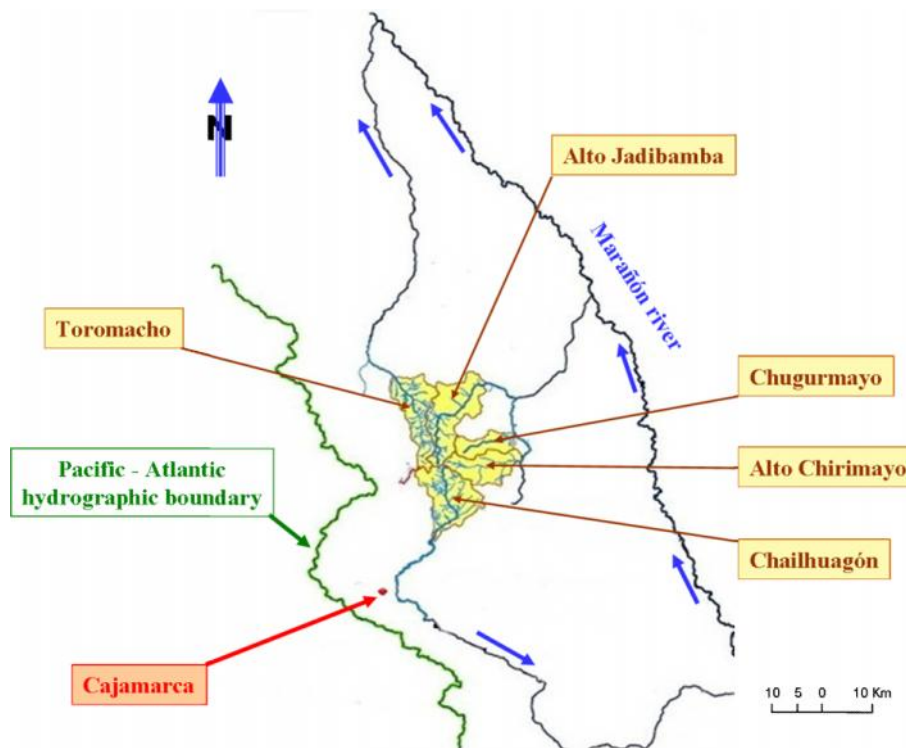 N
Alto Jadibamba
Marañón river
Toromacho
Chugurmayo
Pacific - Atlantic
hydrographic boundary
Alto Chirimayo
Chailhuagón
Cajamarca
10 5 0 10 Km